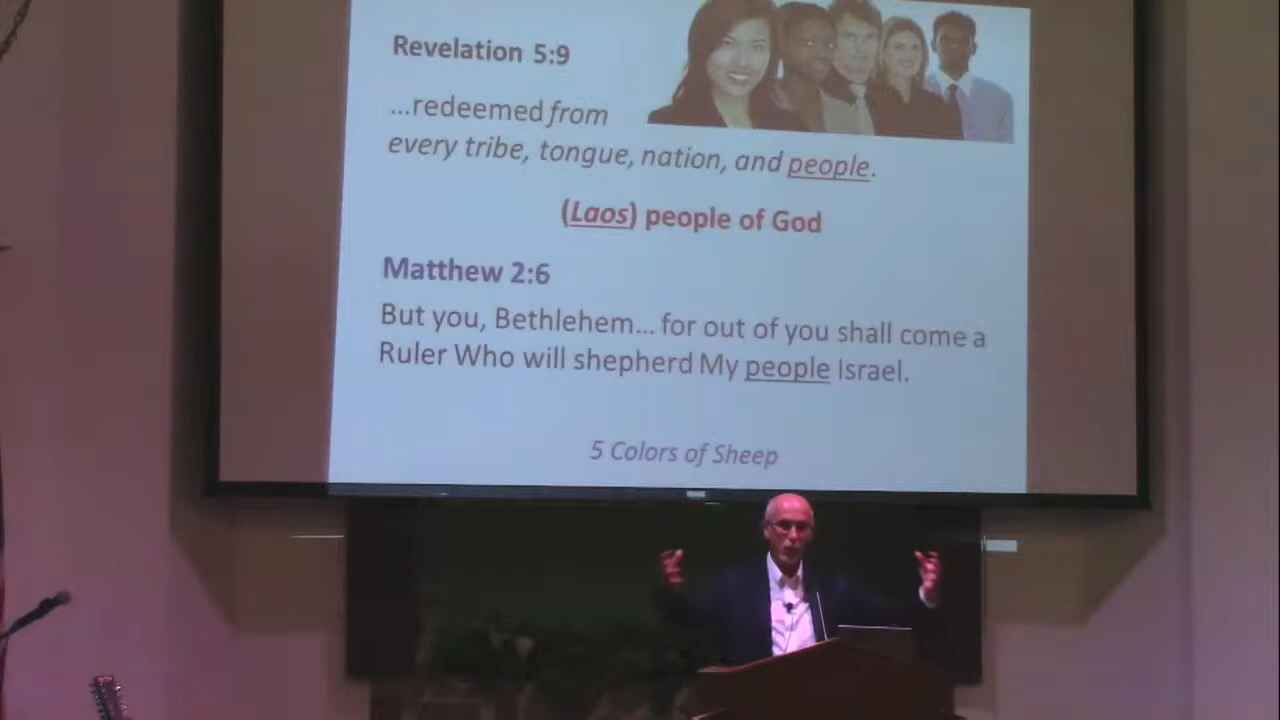 Revelation 5:9
...redeemed from
every tribe, tongue, nation, and people.
(Laos) people of God
Matthew 2:6
But you, Bethlehem... for out of you shall come a
Ruler Who will shepherd My people Israel.
5 Colors of Sheep